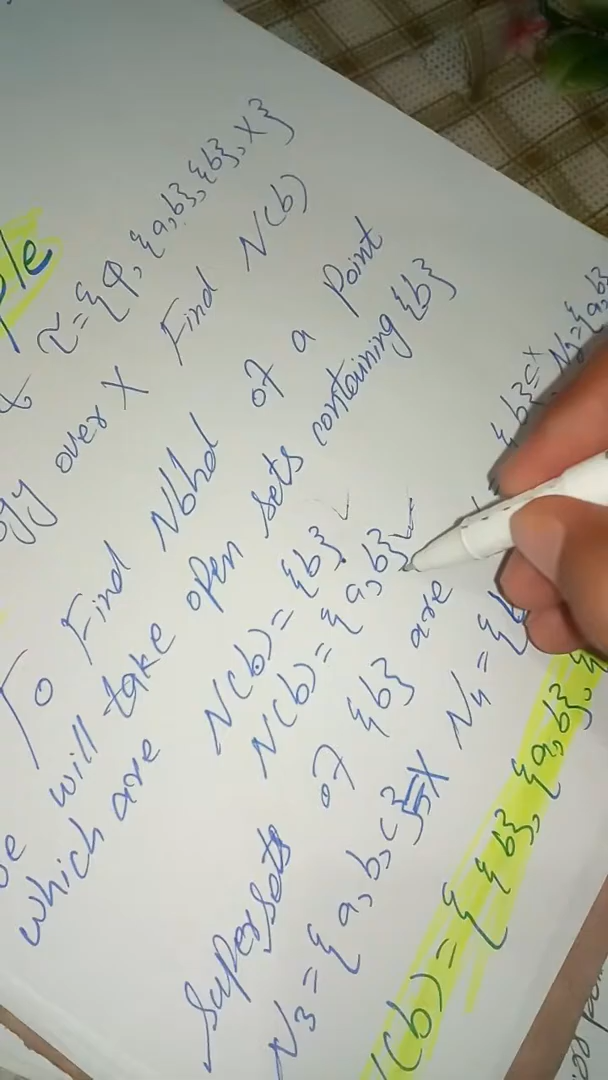 ple
& τ={φ,{a,b},{b},X}
over X Find N(b)
To Find Nbhd of a Point
we will take open sets containing {b}
which are
N(b)={b}
N(b)={a,b}
{b}⊆X N2={a,b}
Supersets of {b} are
N3={a,b,c}=X N4={b
N(b)={{b},{a,b},{